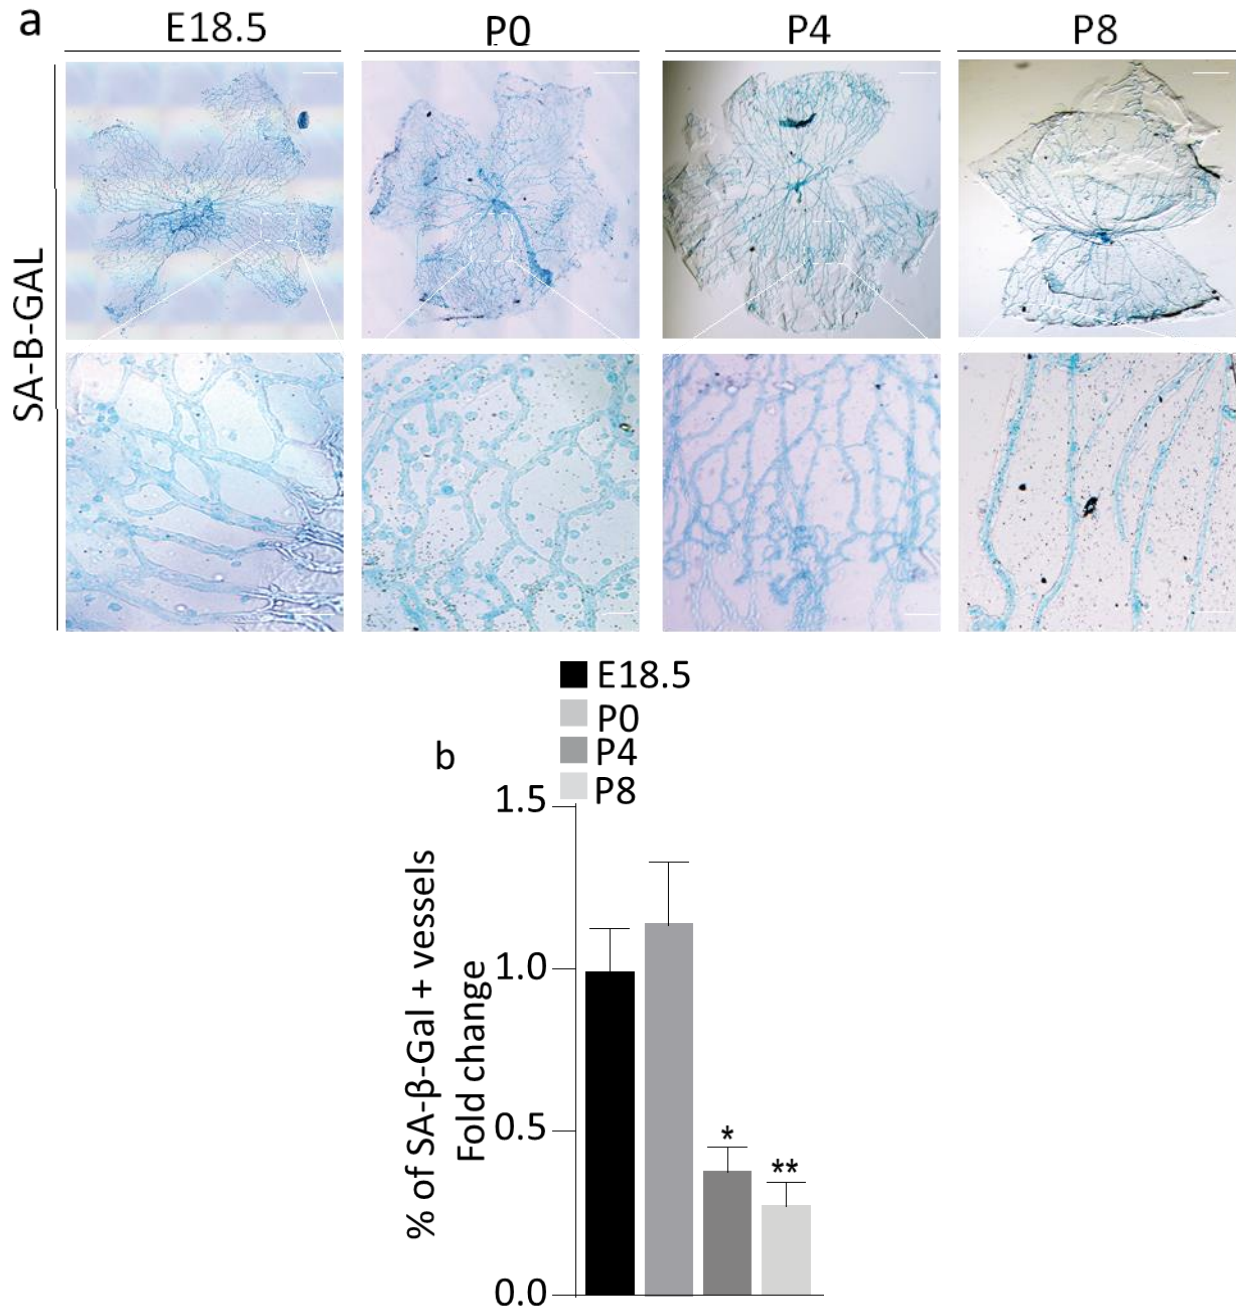 a
E18.5 P0 P4 P8
SA-B-GAL
E18.5
P0
P4
P8
b
1.5
1.0
0.5
0.0
% of SA-β-Gal + vessels
Fold change
*
**